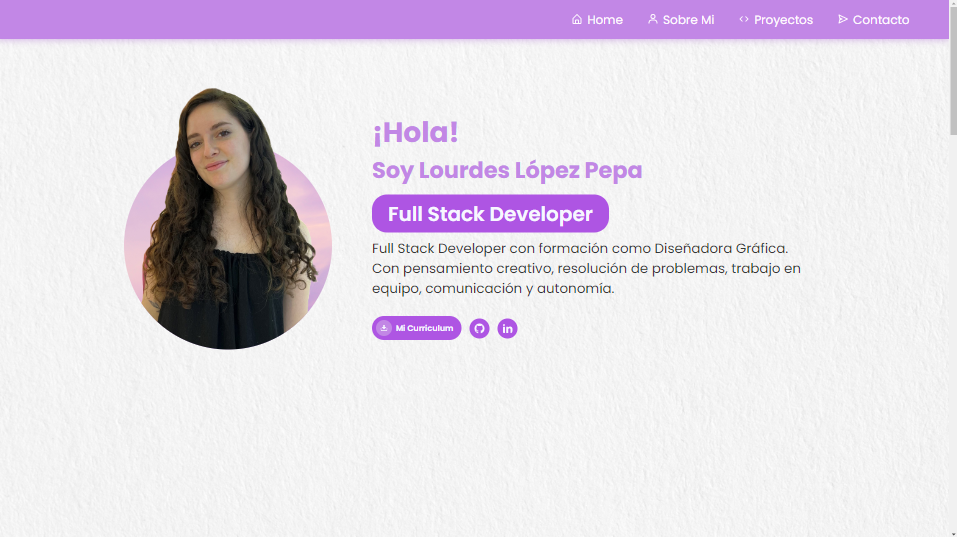 Home
Sobre Mi
Proyectos
Contacto
¡Hola!
Soy Lourdes López Pepa
Full Stack Developer
Full Stack Developer con formación como Diseñadora Gráfica.
Con pensamiento creativo, resolución de problemas, trabajo en
equipo, comunicación y autonomía.
Mi Curriculum
in